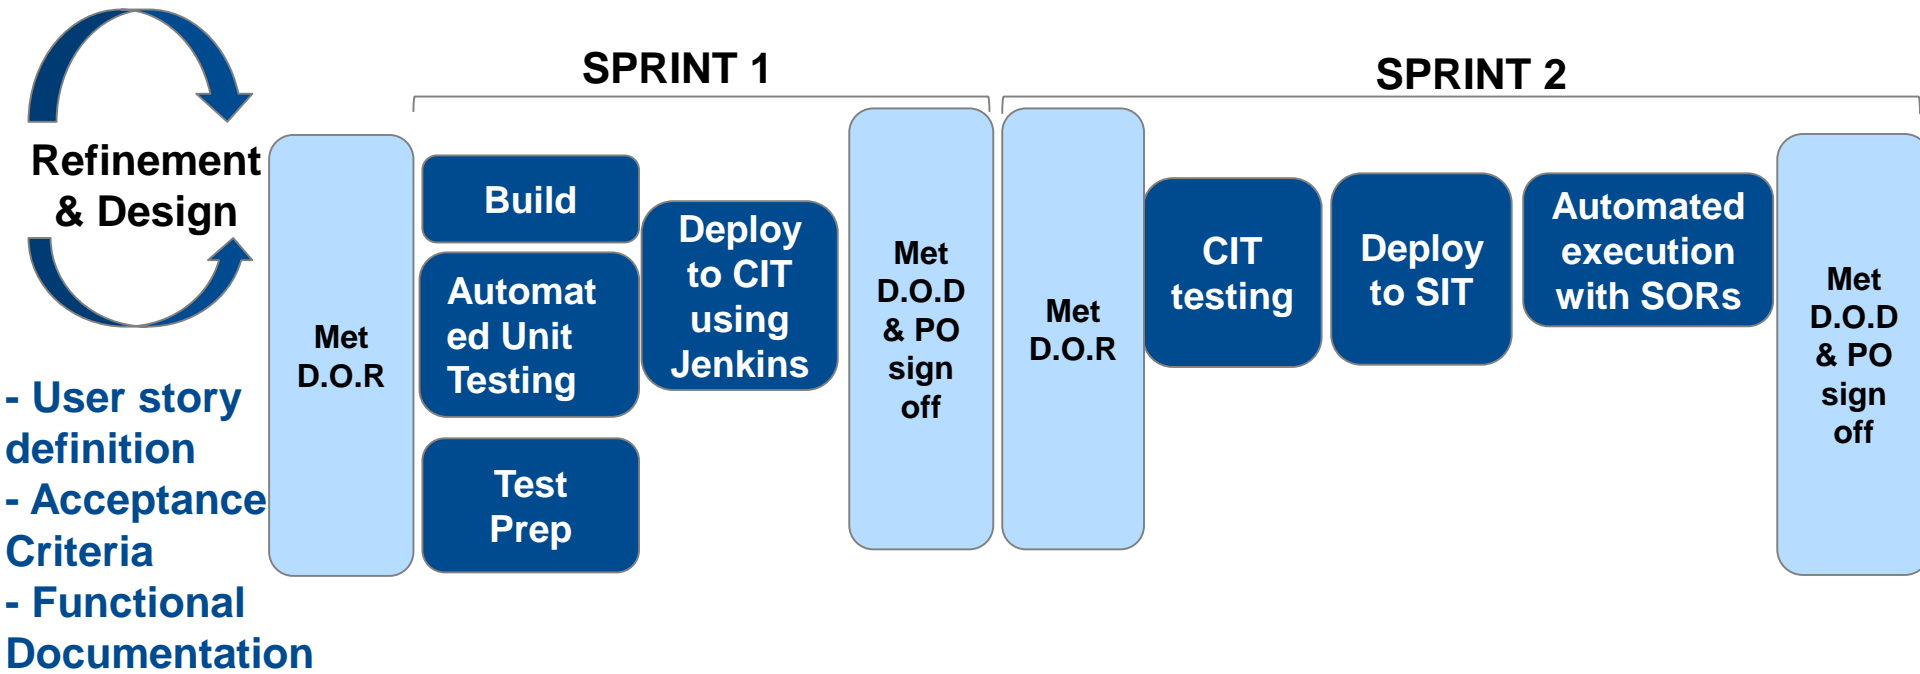 SPRINT 1
SPRINT 2
Refinement
& Design
- User story
definition
- Acceptance
Criteria
- Functional
Documentation
Met
D.O.R
Build
Automat
ed Unit
Testing
Test
Prep
Deploy
to CIT
using
Jenkins
Met
D.O.D
& PO
sign
off
Met
D.O.R
CIT
testing
Deploy
to SIT
Automated
execution
with SORs
Met
D.O.D
& PO
sign
off